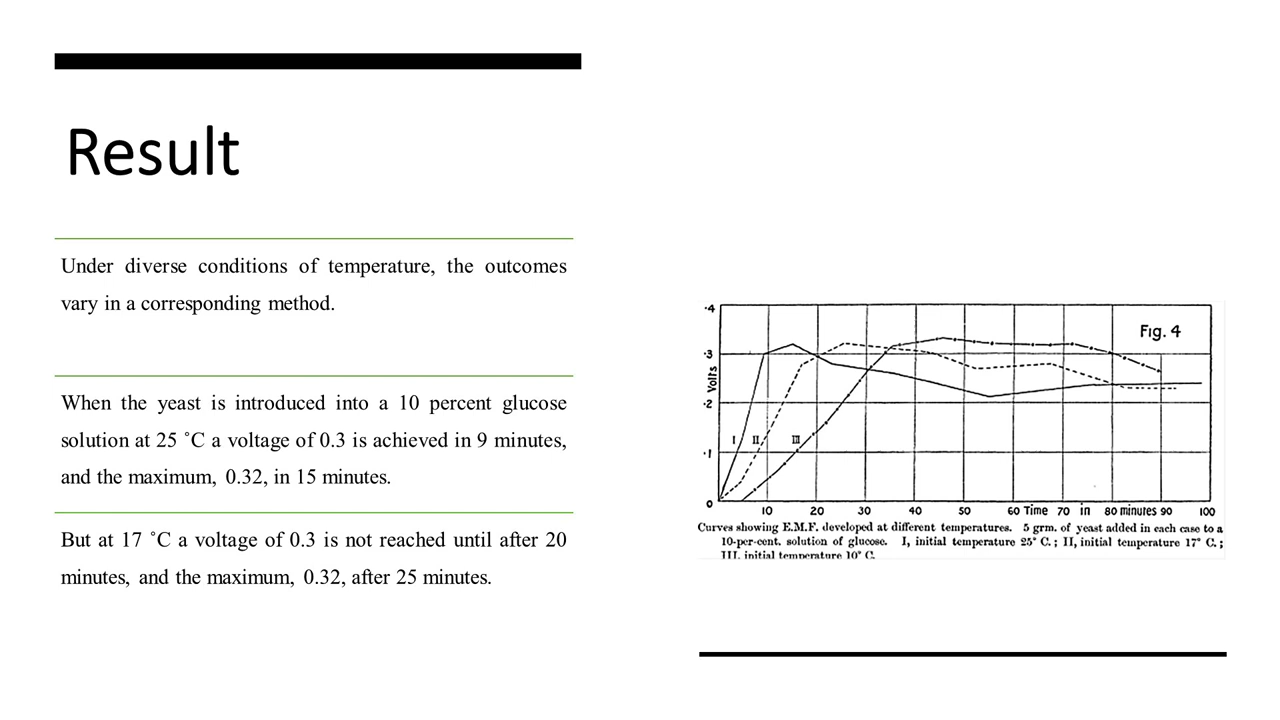 Result
Under diverse conditions of temperature, the outcomes
vary in a corresponding method.
When the yeast is introduced into a 10 percent glucose
solution at 25 ˚C a voltage of 0.3 is achieved in 9 minutes,
and the maximum, 0.32, in 15 minutes.
But at 17 ˚C a voltage of 0.3 is not reached until after 20
minutes, and the maximum, 0.32, after 25 minutes.
Fig. 4
·4
·3
Volts
·2
·1
0
I II III
10 20 30 40 50 60 Time 70 in 80 minutes 90 100
Curves showing E.M.F. developed at different temperatures. 5 grm. of yeast added in each case to a
10-per-cent. solution of glucose. I, initial temperature 25° C.; II, initial temperature 17° C.;
III. initial temperature 10° C.